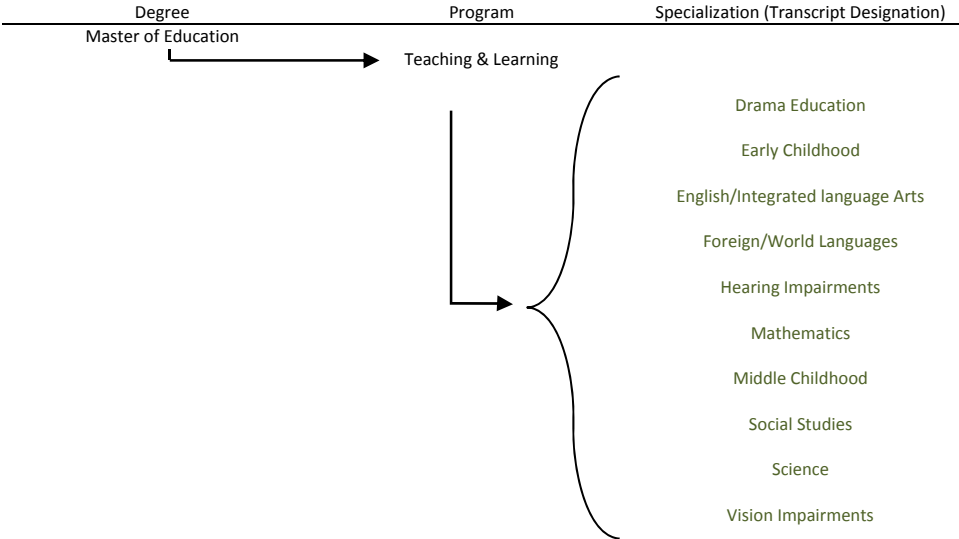 Degree Program Specialization (Transcript Designation)
Master of Education
Teaching & Learning
Drama Education
Early Childhood
English/Integrated language Arts
Foreign/World Languages
Hearing Impairments
Mathematics
Middle Childhood
Social Studies
Science
Vision Impairments